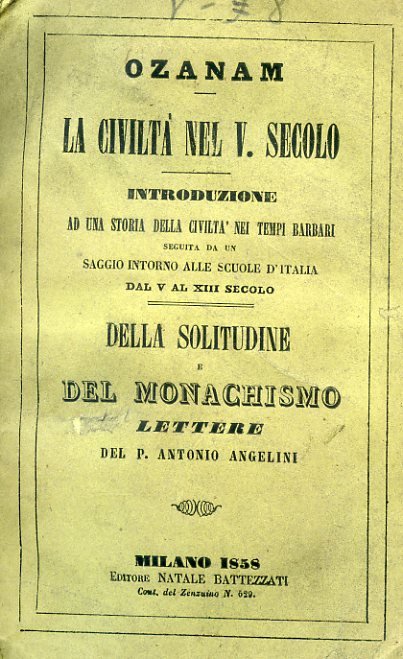 OZANAM
LA CIVILTÀ NEL V. SECOLO
INTRODUZIONE
AD UNA STORIA DELLA CIVILTA' NEI TEMPI BARBARI
SEGUITA DA UN
SAGGIO INTORNO ALLE SCUOLE D'ITALIA
DAL V AL XIII SECOLO
DELLA SOLITUDINE
E
DEL MONACHISMO
LETTERE
DEL P. ANTONIO ANGELINI
MILANO 1858
EDITORE NATALE BATTEZZATI
Cont. del Zenzuino N. 529.